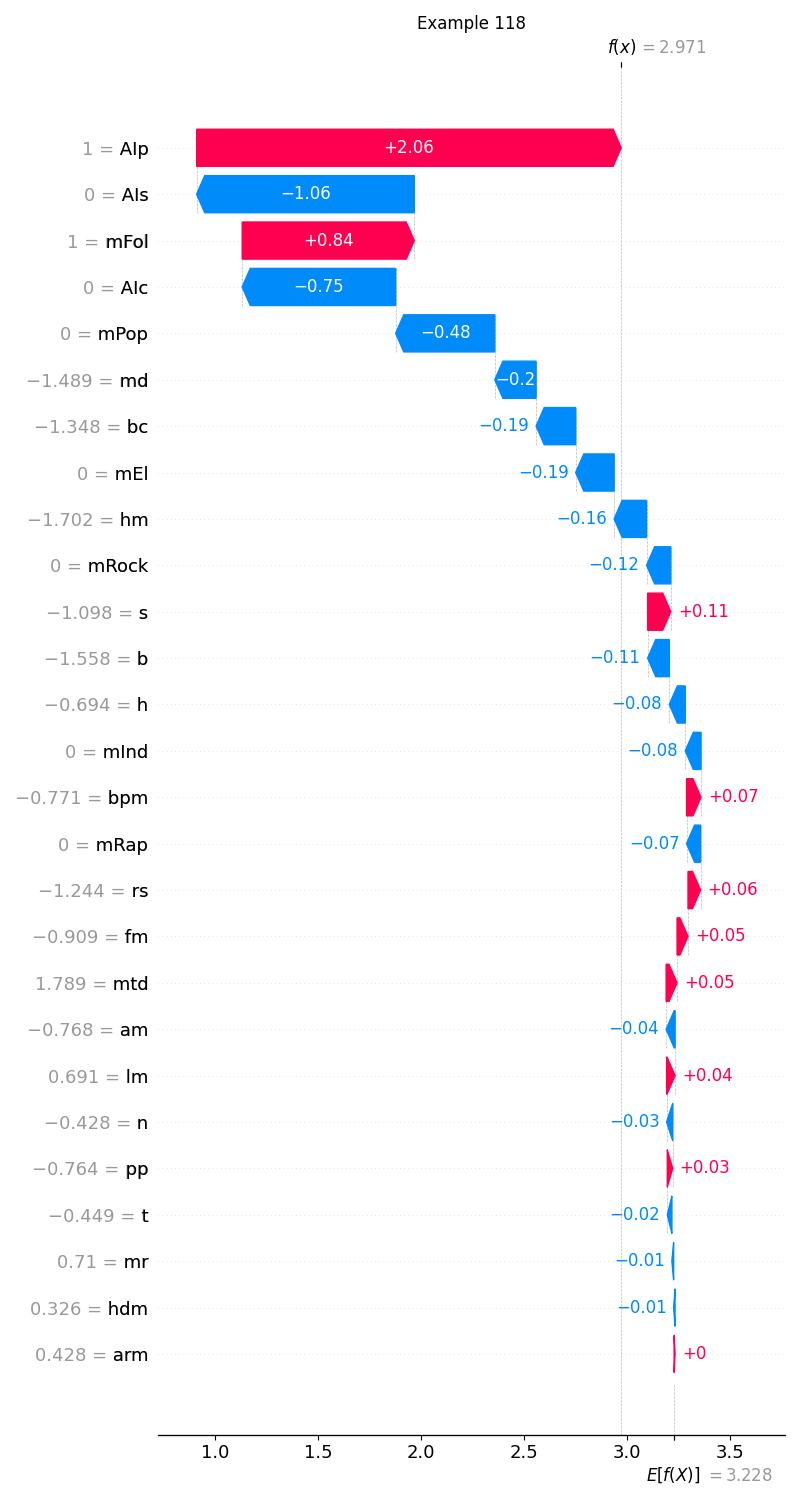 Example 118
f(x) = 2.971
1 = AIp +2.06
0 = AIs −1.06
1 = mFol +0.84
0 = AIc −0.75
0 = mPop −0.48
−1.489 = md −0.2
−1.348 = bc −0.19
0 = mEl −0.19
−1.702 = hm −0.16
0 = mRock −0.12
−1.098 = s +0.11
−1.558 = b −0.11
−0.694 = h −0.08
0 = mInd −0.08
−0.771 = bpm +0.07
0 = mRap −0.07
−1.244 = rs +0.06
−0.909 = fm +0.05
1.789 = mtd +0.05
−0.768 = am −0.04
0.691 = lm +0.04
−0.428 = n −0.03
−0.764 = pp +0.03
−0.449 = t −0.02
0.71 = mr −0.01
0.326 = hdm −0.01
0.428 = arm +0
1.0 1.5 2.0 2.5 3.0 3.5
E[f(X)] = 3.228